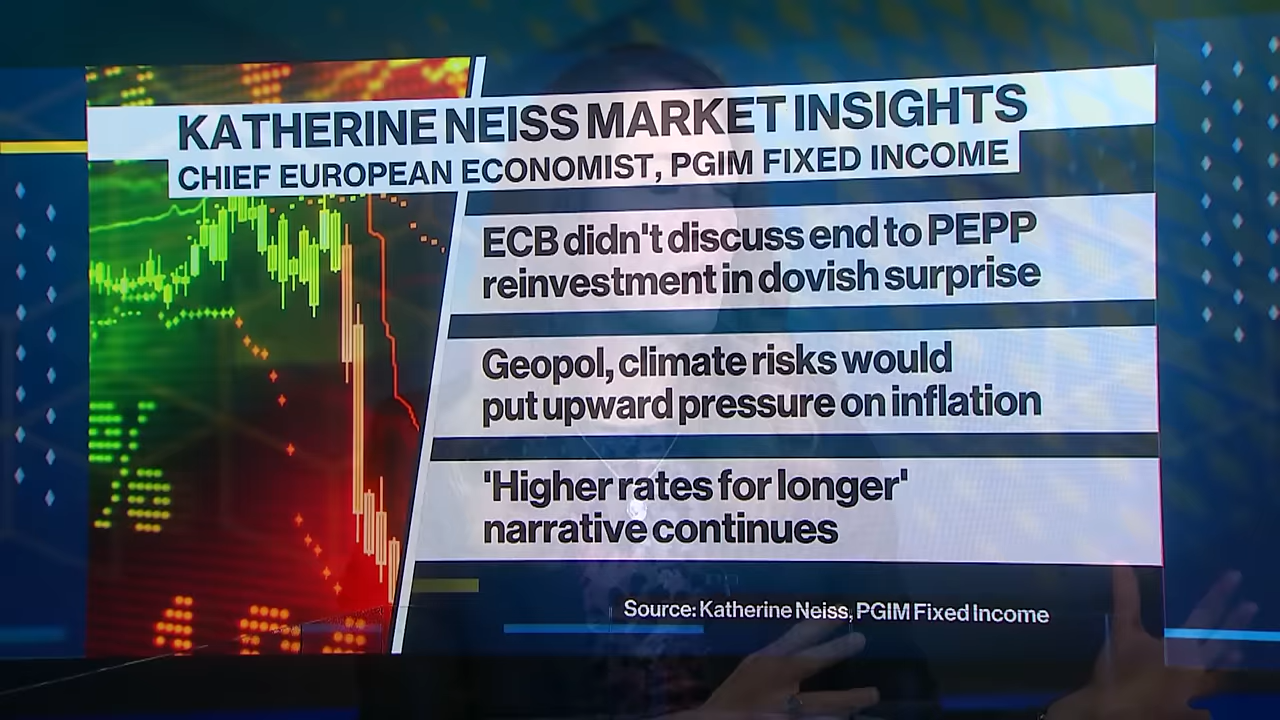 KATHERINE NEISS MARKET INSIGHTS
CHIEF EUROPEAN ECONOMIST, PGIM FIXED INCOME
ECB didn't discuss end to PEPP
reinvestment in dovish surprise
Geopol, climate risks would
put upward pressure on inflation
'Higher rates for longer'
narrative continues
Source: Katherine Neiss, PGIM Fixed Income